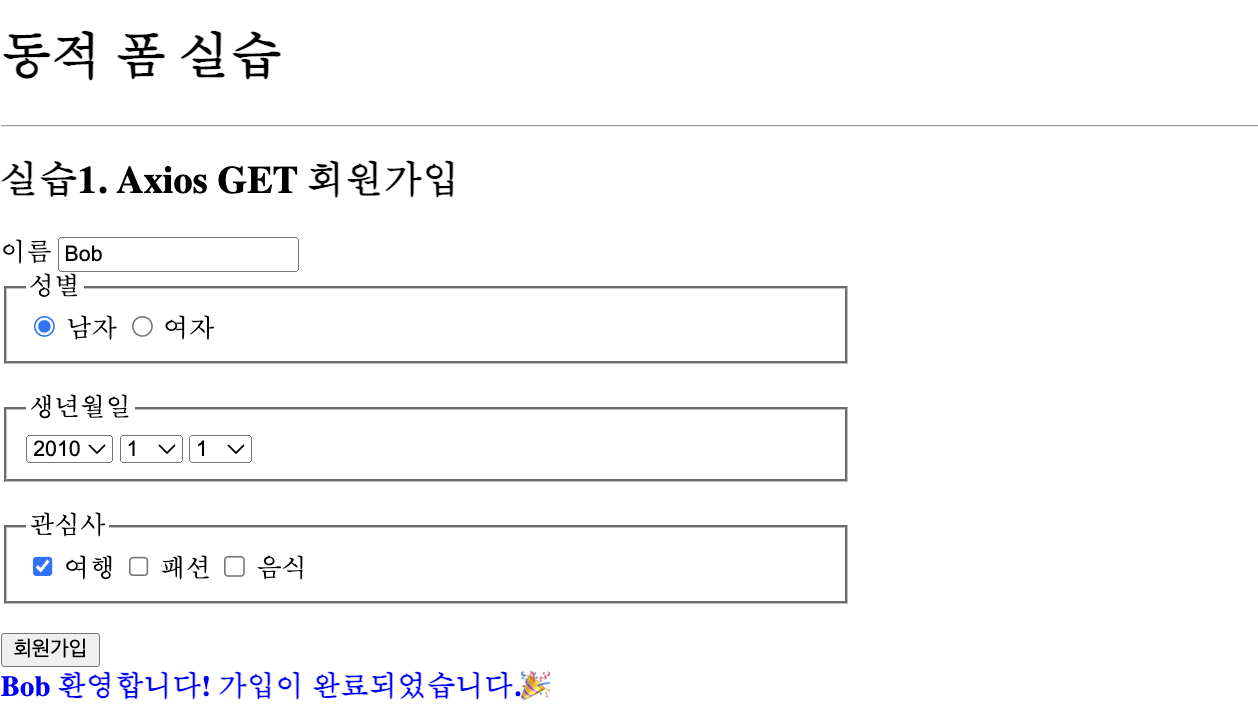 동적 폼 실습
실습1. Axios GET 회원가입
이름 Bob
성별
남자 여자
생년월일
2010 1 1
관심사
여행 패션 음식
회원가입
Bob 환영합니다! 가입이 완료되었습니다.🎉